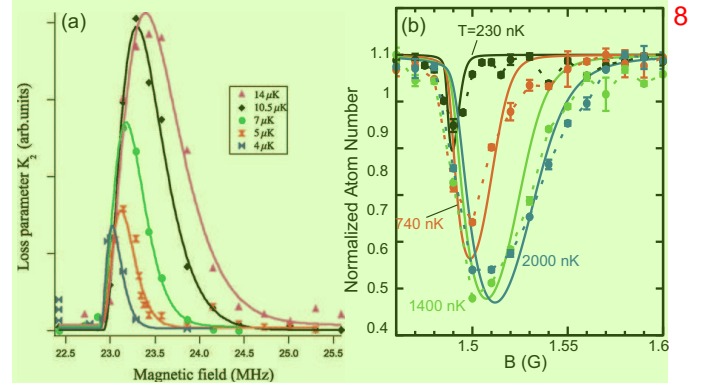 8
(a)
Loss parameter K2 (arb.units)
14 μK
10.5 μK
7 μK
5 μK
4 μK
22.5 23.0 23.5 24.0 24.5 25.0 25.5
Magnetic field (MHz)
(b)
T=230 nK
Normalized Atom Number
1.1
1
0.9
0.8
0.7
0.6
0.5
0.4
740 nK
2000 nK
1400 nK
1.5 1.55 1.6
B (G)